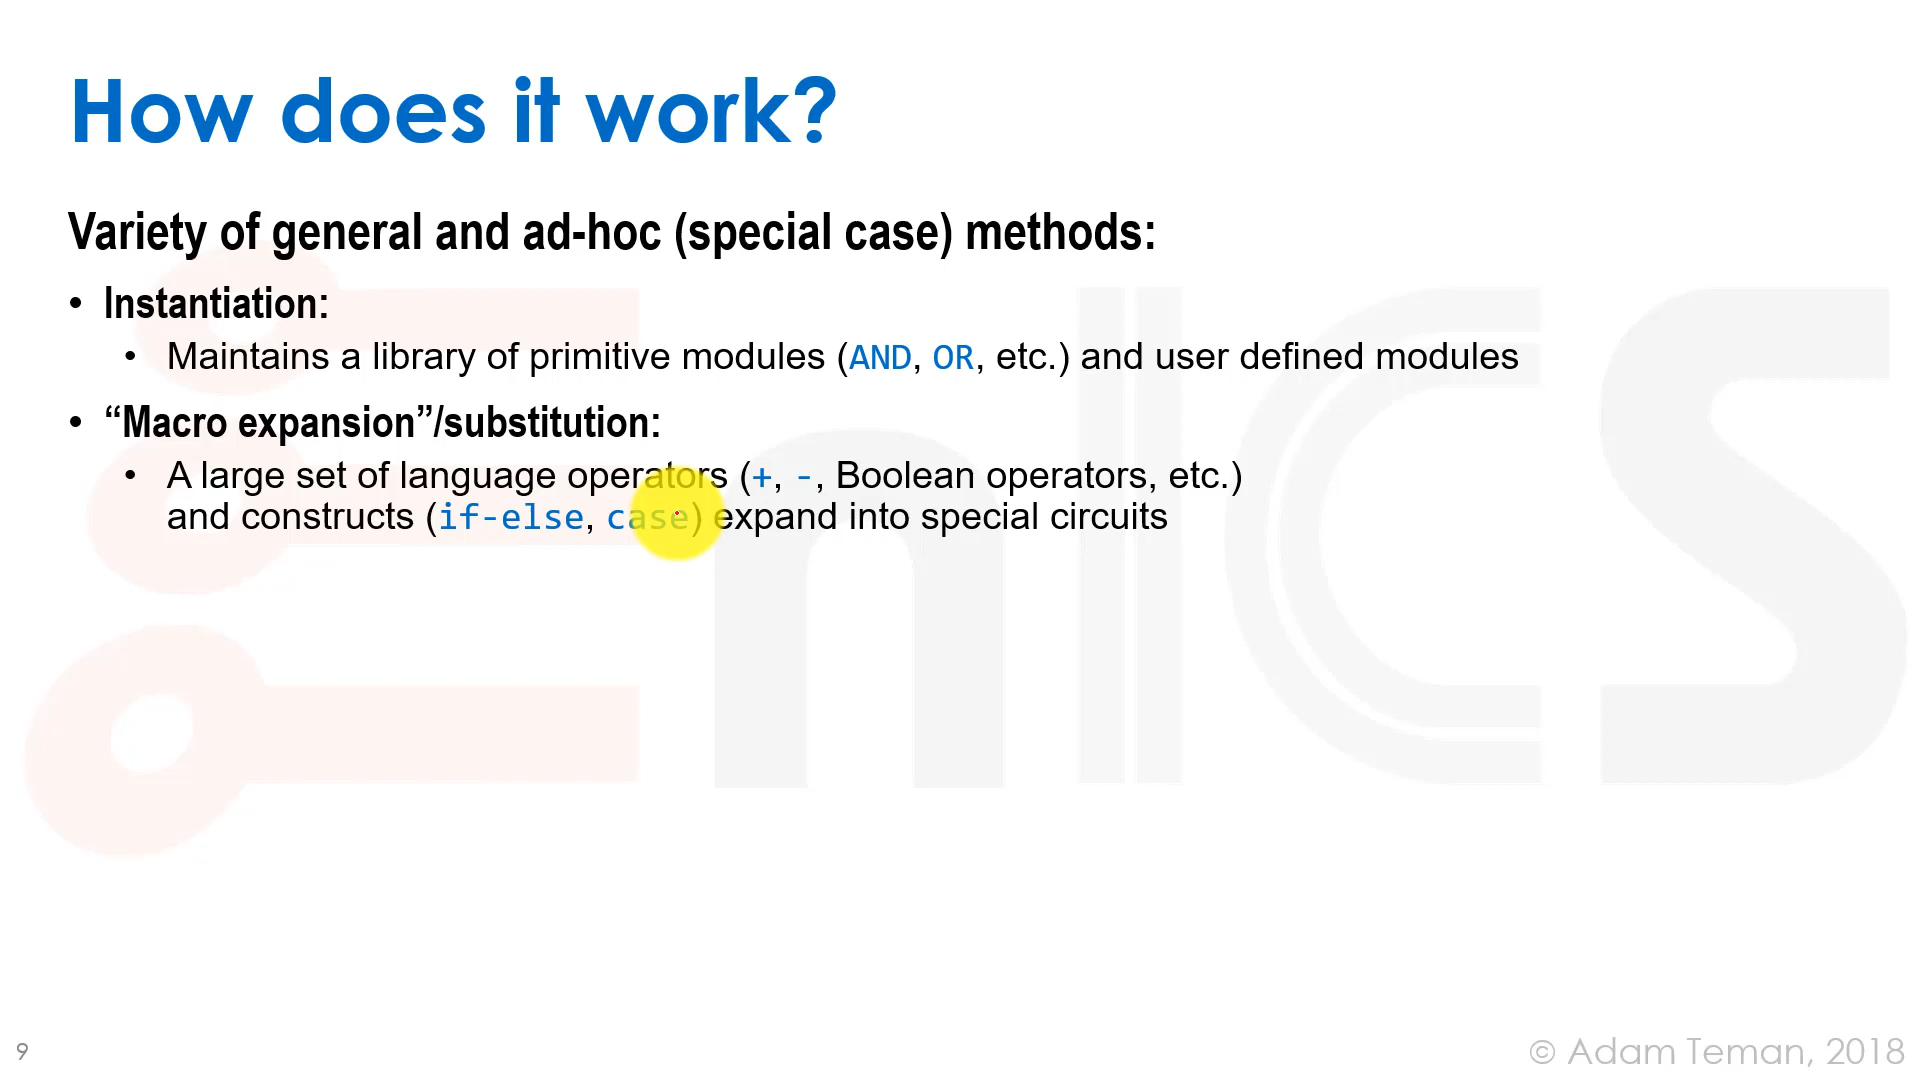 How does it work?
Variety of general and ad-hoc (special case) methods:
• Instantiation:
• Maintains a library of primitive modules (AND, OR, etc.) and user defined modules
• “Macro expansion”/substitution:
• A large set of language operators (+, -, Boolean operators, etc.)
and constructs (if-else, case) expand into special circuits
EnICS
9
© Adam Teman, 2018